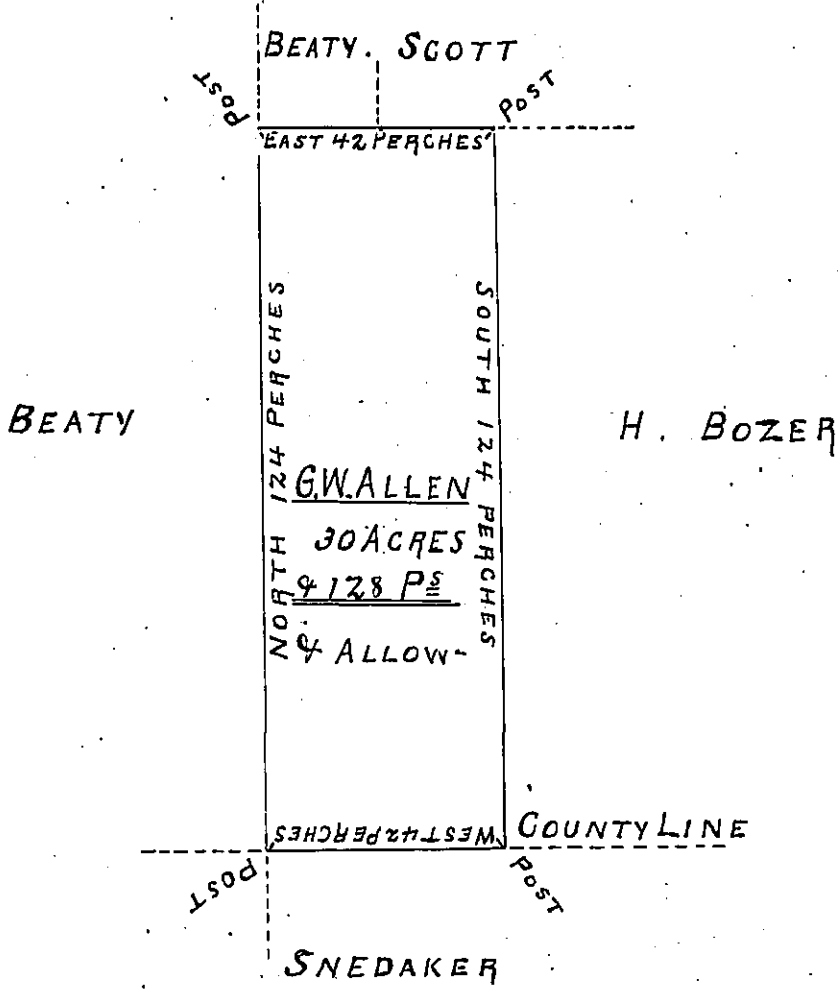 BEATY. SCOTT
POST
POST
EAST 42 PERCHES
NORTH 124 PERCHES
SOUTH 124 PERCHES
BEATY
H. BOZER
G.W. ALLEN
30 ACRES
& 128 Ps
& ALLOW-
WEST 42 PERCHES
COUNTY LINE
POST
POST
SNEDAKER